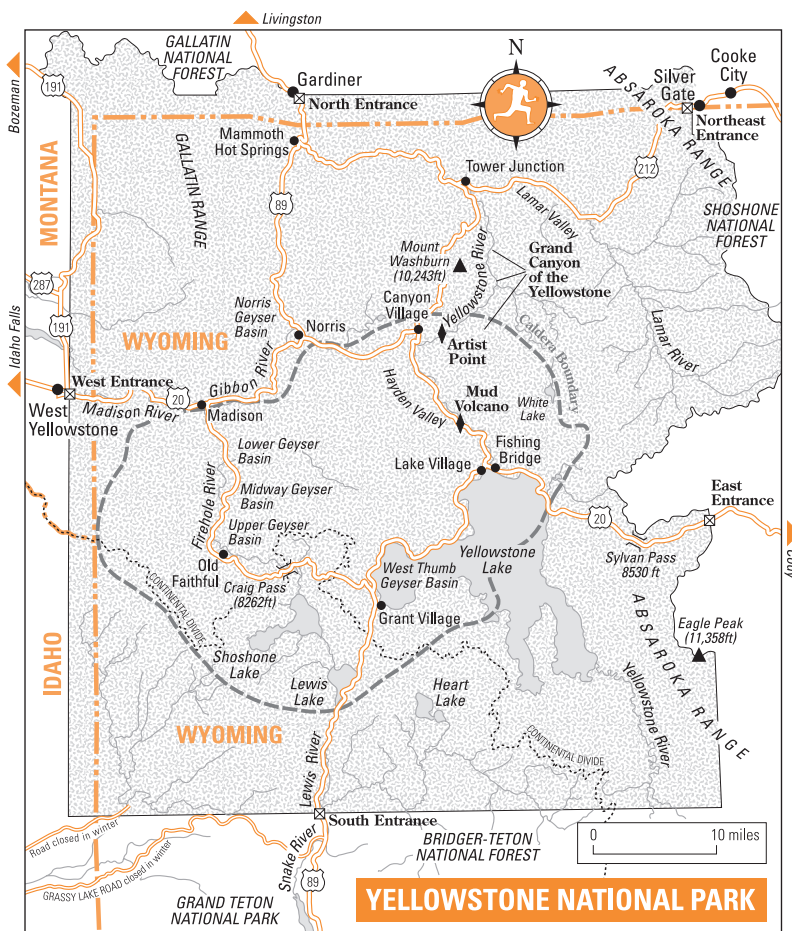 Livingston
GALLATIN
NATIONAL
FOREST
N
Cooke
City
Silver
Gate
Bozeman
191
Gardiner
North Entrance
ABSAROKA RANGE
Northeast
Entrance
Mammoth
Hot Springs
Tower Junction
212
MONTANA
GALLATIN RANGE
89
Lamar Valley
SHOSHONE
NATIONAL
FOREST
Mount
Washburn
(10,243ft)
Yellowstone River
Grand
Canyon
of the
Yellowstone
287
191
Norris
Geyser
Basin
Norris
Canyon
Village
Artist
Point
Caldera Boundary
Lamar River
WYOMING
Idaho Falls
West Entrance
Gibbon River
20
West
Yellowstone
Madison River
Madison
Hayden Valley
Mud
Volcano
White
Lake
Lower Geyser
Basin
Lake Village
Fishing
Bridge
Firehole River
Midway Geyser
Basin
East
Entrance
20
Upper Geyser
Basin
Old
Faithful
Craig Pass
(8262ft)
West Thumb
Geyser Basin
Yellowstone
Lake
Sylvan Pass
8530 ft
Cody
CONTINENTAL DIVIDE
Grant Village
Eagle Peak
(11,358ft)
ABSAROKA RANGE
IDAHO
Shoshone
Lake
Lewis
Lake
Heart
Lake
Yellowstone River
WYOMING
Lewis River
CONTINENTAL DIVIDE
South Entrance
Road closed in winter
GRASSY LAKE ROAD closed in winter
Snake River
BRIDGER-TETON
NATIONAL FOREST
0 10 miles
89
GRAND TETON
NATIONAL PARK
YELLOWSTONE NATIONAL PARK